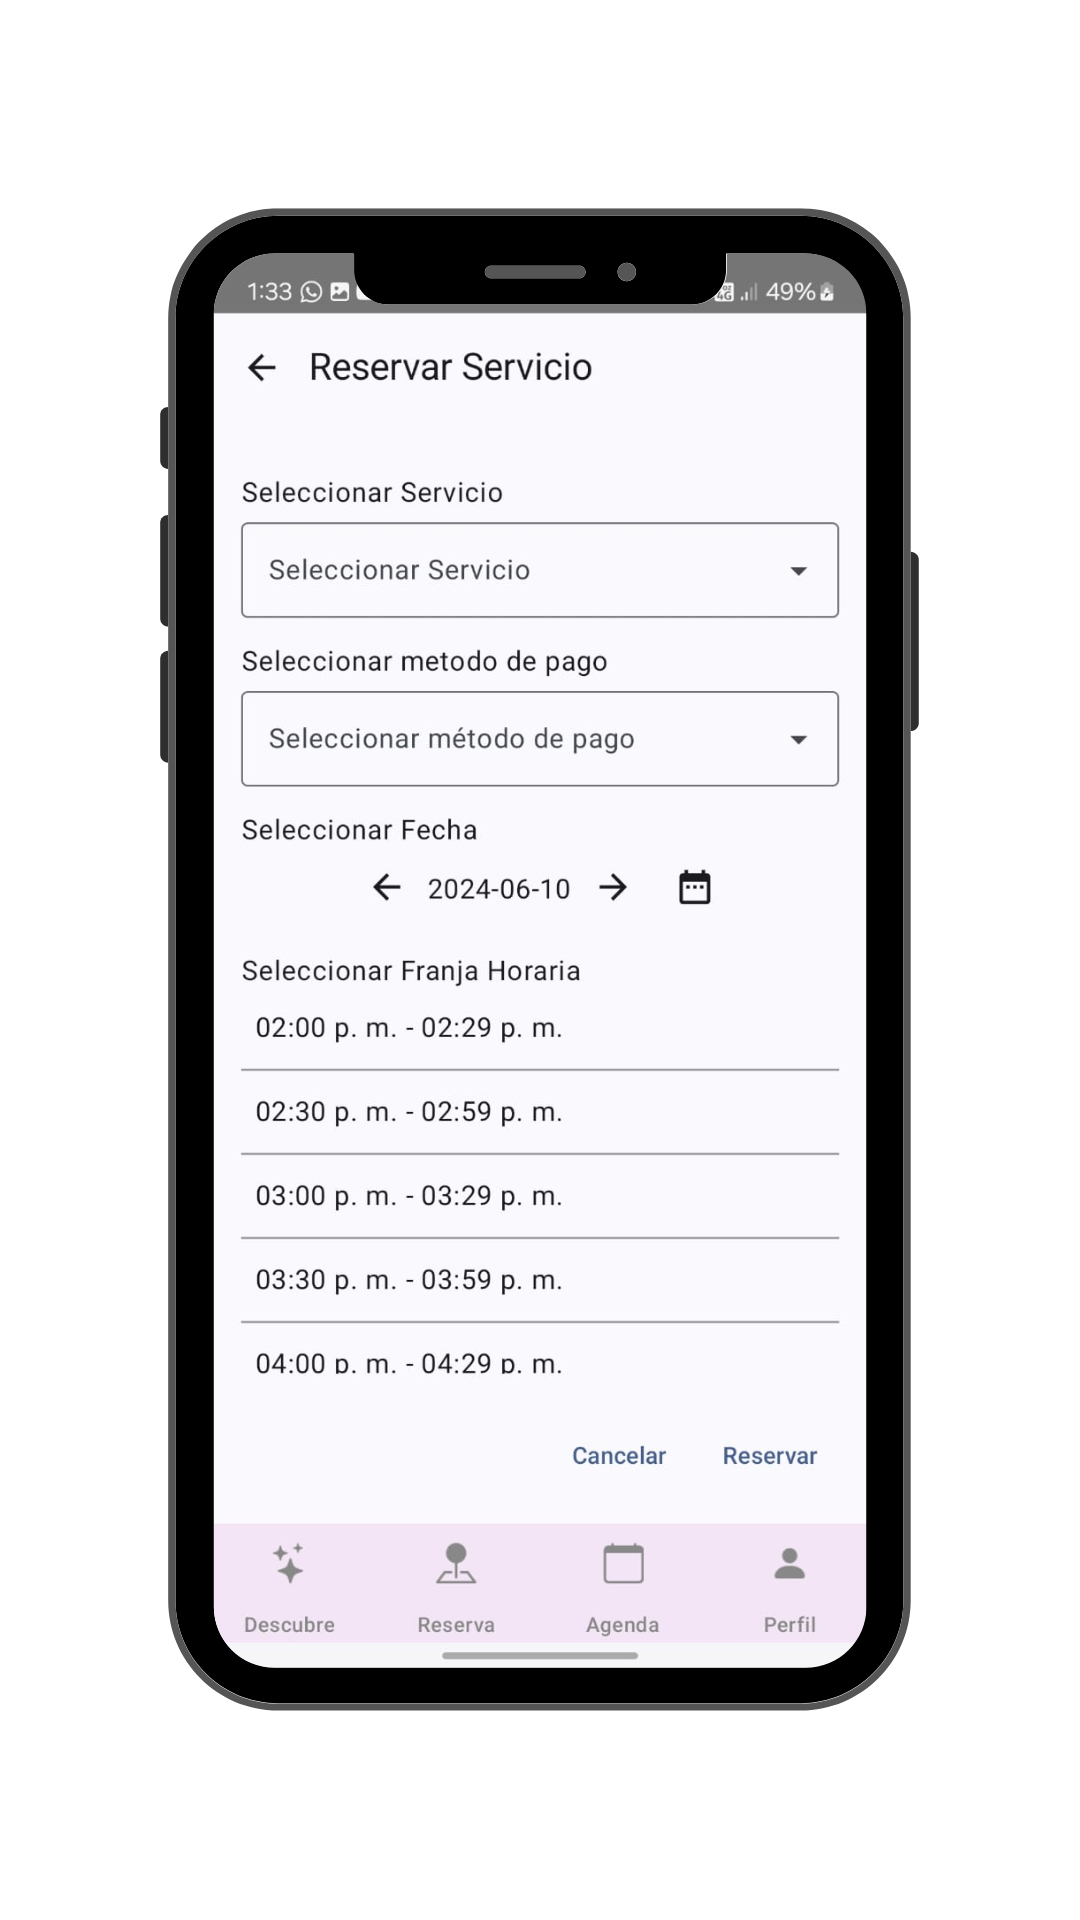 1:33 49%
Reservar Servicio
Seleccionar Servicio
Seleccionar Servicio
Seleccionar metodo de pago
Seleccionar método de pago
Seleccionar Fecha
2024-06-10
Seleccionar Franja Horaria
02:00 p. m. - 02:29 p. m.
02:30 p. m. - 02:59 p. m.
03:00 p. m. - 03:29 p. m.
03:30 p. m. - 03:59 p. m.
04:00 p. m. - 04:29 p. m.
Cancelar Reservar
Descubre Reserva Agenda Perfil